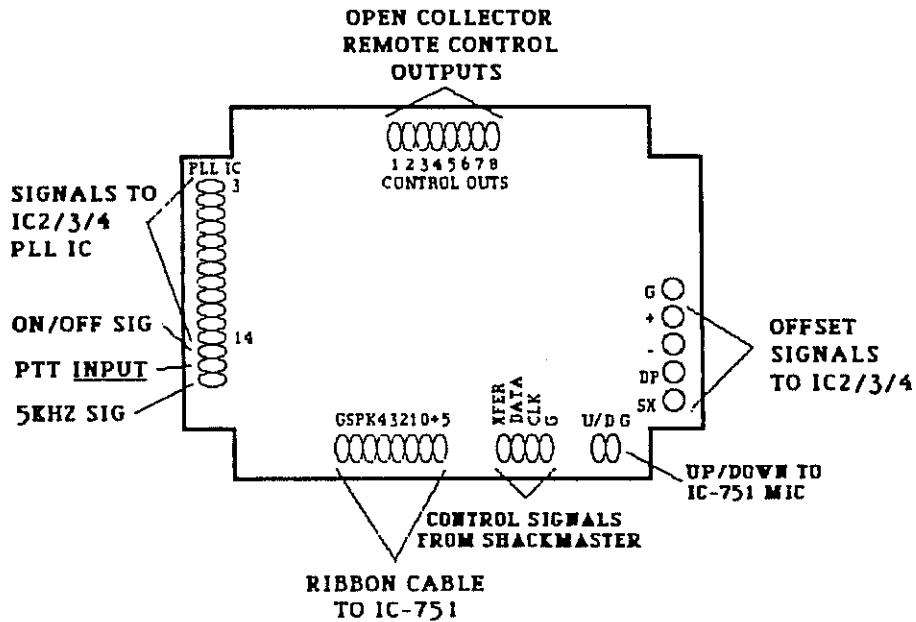 OPEN COLLECTOR
REMOTE CONTROL
OUTPUTS
1 2 3 4 5 6 7 8
CONTROL OUTS
PLL IC
3
SIGNALS TO
IC2/3/4
PLL IC
14
ON/OFF SIG
PTT INPUT
5KHZ SIG
G
+
-
DP
SX
OFFSET
SIGNALS
TO IC2/3/4
GSPK43210+5
XFER
DATA
CLK
G
U/D G
UP/DOWN TO
IC-751 MIC
CONTROL SIGNALS
FROM SHACKMASTER
RIBBON CABLE
TO IC-751